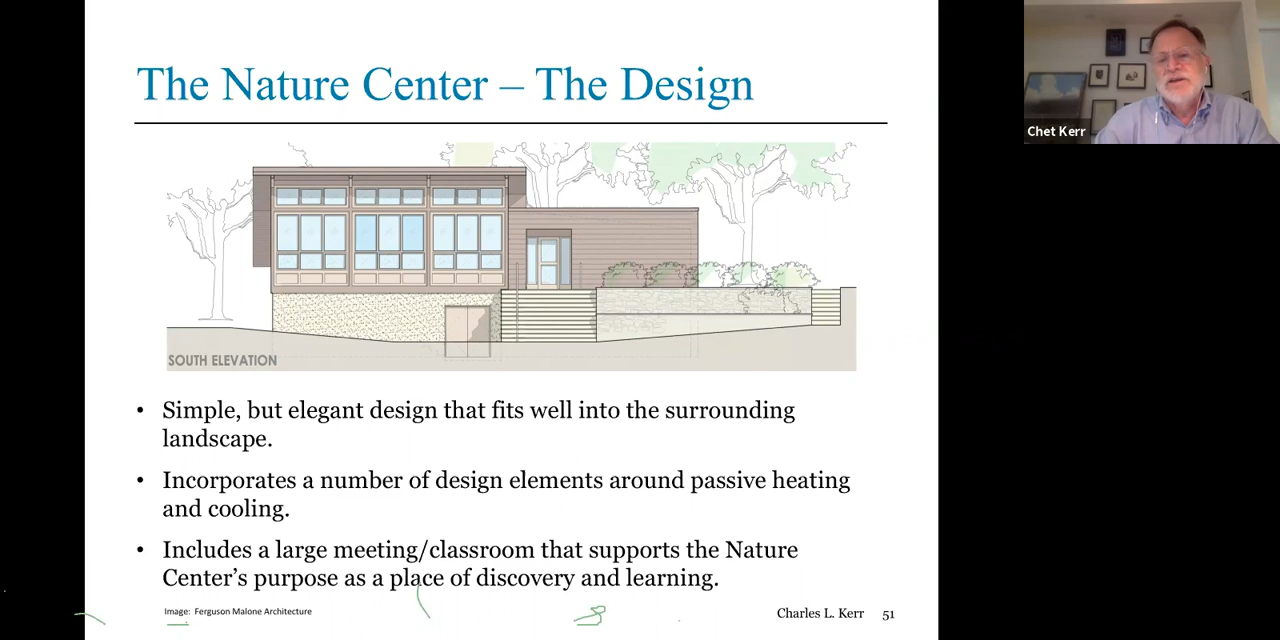 The Nature Center – The Design
Chet Kerr
SOUTH ELEVATION
• Simple, but elegant design that fits well into the surrounding
landscape.
• Incorporates a number of design elements around passive heating
and cooling.
• Includes a large meeting/classroom that supports the Nature
Center’s purpose as a place of discovery and learning.
Image: Ferguson Malone Architecture
Charles L. Kerr 51